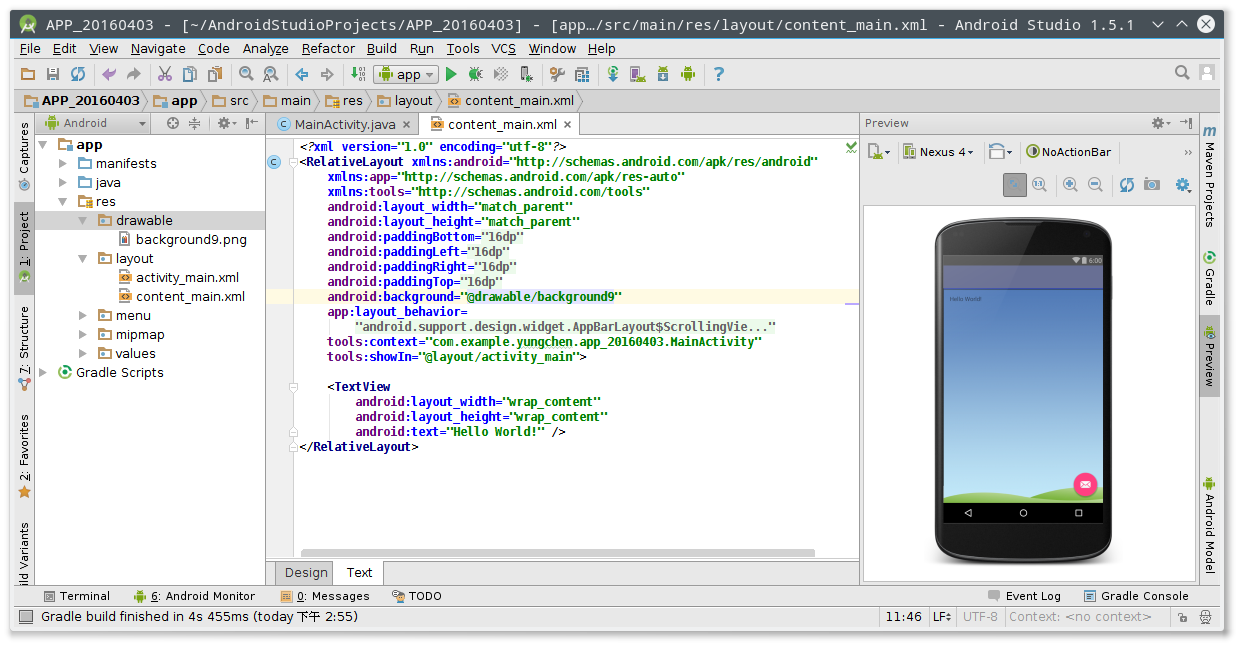 APP_20160403 - [~/AndroidStudioProjects/APP_20160403] - [app…/src/main/res/layout/content_main.xml - Android Studio 1.5.1
File Edit View Navigate Code Analyze Refactor Build Run Tools VCS Window Help
app
APP_20160403 app src main res layout content_main.xml
Captures
1: Project
7: Structure
2: Favorites
ild Variants
Android
app
manifests
java
res
drawable
background9.png
layout
activity_main.xml
content_main.xml
menu
mipmap
values
Gradle Scripts
MainActivity.java content_main.xml
<?xml version="1.0" encoding="utf-8"?>
<RelativeLayout xmlns:android="http://schemas.android.com/apk/res/android"
xmlns:app="http://schemas.android.com/apk/res-auto"
xmlns:tools="http://schemas.android.com/tools"
android:layout_width="match_parent"
android:layout_height="match_parent"
android:paddingBottom="16dp"
android:paddingLeft="16dp"
android:paddingRight="16dp"
android:paddingTop="16dp"
android:background="@drawable/background9"
app:layout_behavior=
"android.support.design.widget.AppBarLayout$ScrollingVie..."
tools:context="com.example.yungchen.app_20160403.MainActivity"
tools:showIn="@layout/activity_main">
<TextView
android:layout_width="wrap_content"
android:layout_height="wrap_content"
android:text="Hello World!" />
</RelativeLayout>
Design Text
Preview
Nexus 4 NoActionBar
1:1
6:00
Hello World!
Maven Projects
Gradle
Preview
Android Model
Terminal 6: Android Monitor 0: Messages TODO Event Log Gradle Console
Gradle build finished in 4s 455ms (today 下午 2:55) 11:46 LF UTF-8 Context: <no context>